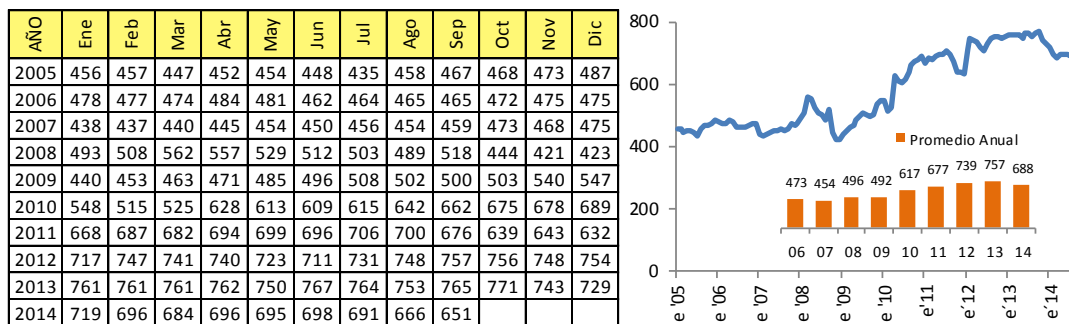 AÑO Ene Feb Mar Abr May Jun Jul Ago Sep Oct Nov Dic
2005 456 457 447 452 454 448 435 458 467 468 473 487
2006 478 477 474 484 481 462 464 465 465 472 475 475
2007 438 437 440 445 454 450 456 454 459 473 468 475
2008 493 508 562 557 529 512 503 489 518 444 421 423
2009 440 453 463 471 485 496 508 502 500 503 540 547
2010 548 515 525 628 613 609 615 642 662 675 678 689
2011 668 687 682 694 699 696 706 700 676 639 643 632
2012 717 747 741 740 723 711 731 748 757 756 748 754
2013 761 761 761 762 750 767 764 753 765 771 743 729
2014 719 696 684 696 695 698 691 666 651
800
600
400
200
0
Promedio Anual
473 454 496 492 617 677 739 757 688
06 07 08 09 10 11 12 13 14
e´05 e´06 e´07 e´08 e´09 e´10 e'11 e´12 e´13 e´14